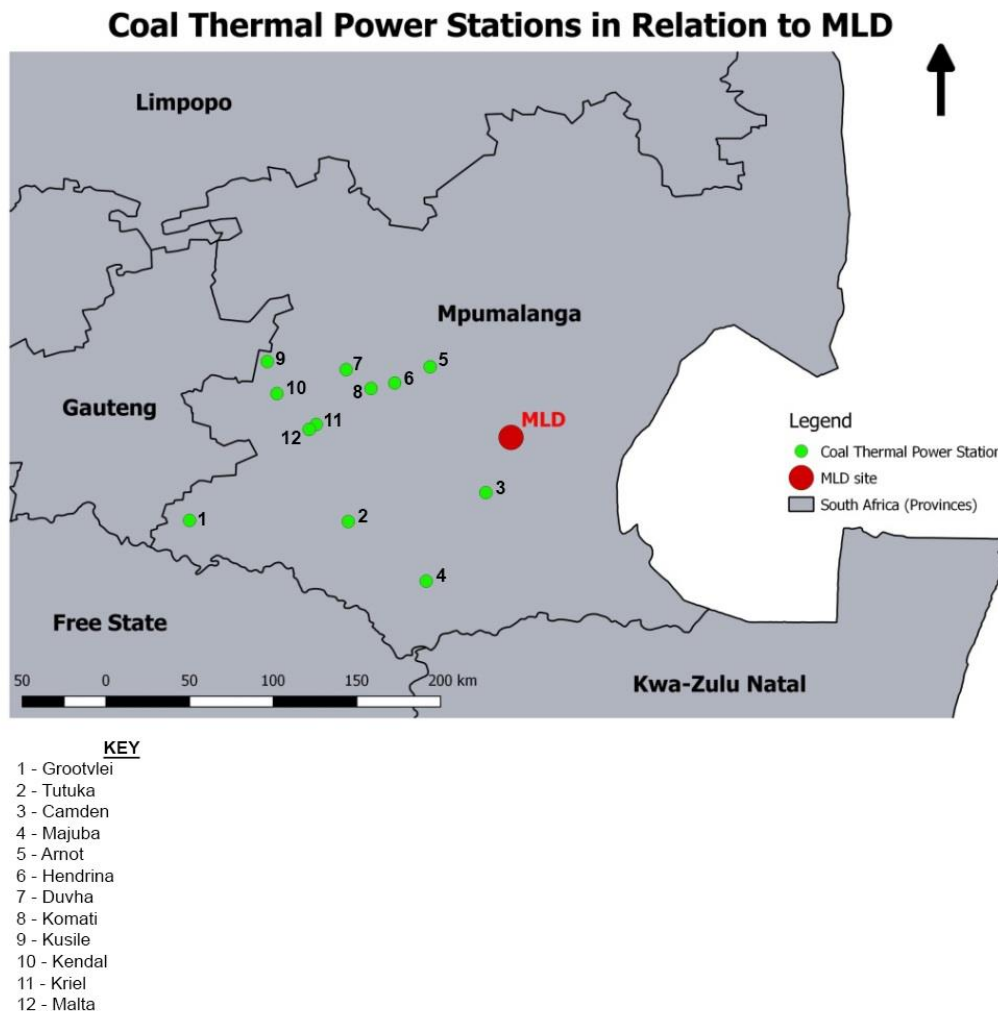 Coal Thermal Power Stations in Relation to MLD
Limpopo
Mpumalanga
9
7
5
6
8
10
Gauteng
11
12
MLD
Legend
Coal Thermal Power Station
MLD site
South Africa (Provinces)
3
1
2
4
Free State
Kwa-Zulu Natal
50 0 50 100 150 200 km
KEY
1 - Grootvlei
2 - Tutuka
3 - Camden
4 - Majuba
5 - Arnot
6 - Hendrina
7 - Duvha
8 - Komati
9 - Kusile
10 - Kendal
11 - Kriel
12 - Malta